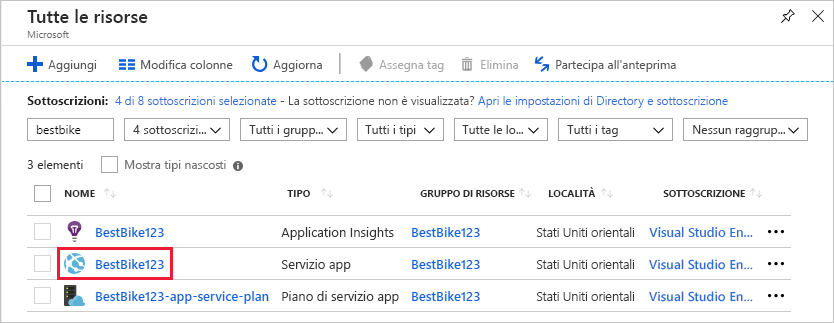 Tutte le risorse
Microsoft
Aggiungi Modifica colonne Aggiorna Assegna tag Elimina Partecipa all'anteprima
Sottoscrizioni: 4 di 8 sottoscrizioni selezionate - La sottoscrizione non è visualizzata? Apri le impostazioni di Directory e sottoscrizione
bestbike 4 sottoscrizi... Tutti i grupp... Tutti i tipi Tutte le lo... Tutti i tag Nessun raggrup...
3 elementi Mostra tipi nascosti
NOME TIPO GRUPPO DI RISORSE LOCALITÀ SOTTOSCRIZIONE
BestBike123 Application Insights BestBike123 Stati Uniti orientali Visual Studio En...
BestBike123 Servizio app BestBike123 Stati Uniti orientali Visual Studio En...
BestBike123-app-service-plan Piano di servizio app BestBike123 Stati Uniti orientali Visual Studio En...